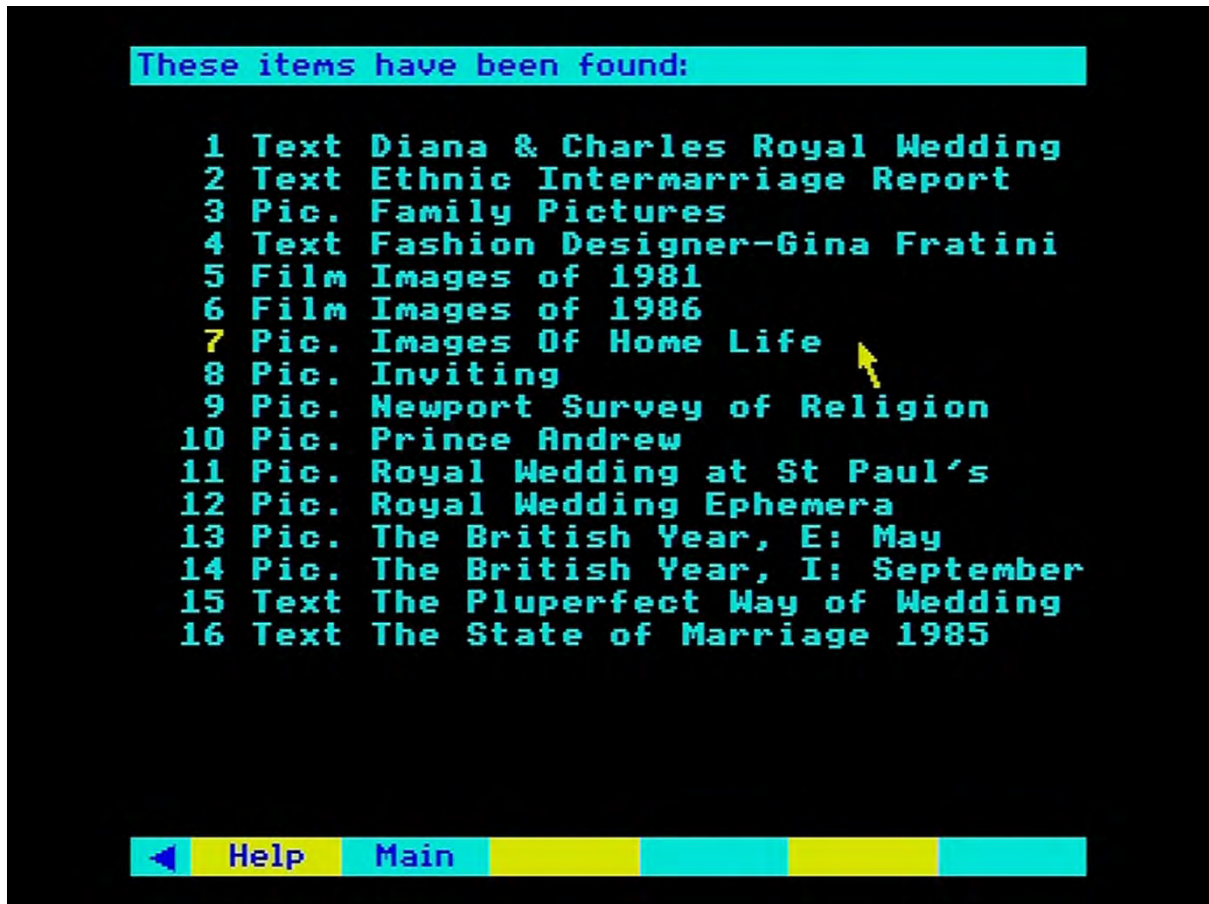 These items have been found:
1 Text Diana & Charles Royal Wedding
2 Text Ethnic Intermarriage Report
3 Pic. Family Pictures
4 Text Fashion Designer-Gina Fratini
5 Film Images of 1981
6 Film Images of 1986
7 Pic. Images Of Home Life
8 Pic. Inviting
9 Pic. Newport Survey of Religion
10 Pic. Prince Andrew
11 Pic. Royal Wedding at St Paul's
12 Pic. Royal Wedding Ephemera
13 Pic. The British Year, E: May
14 Pic. The British Year, I: September
15 Text The Pluperfect Way of Wedding
16 Text The State of Marriage 1985
Help Main